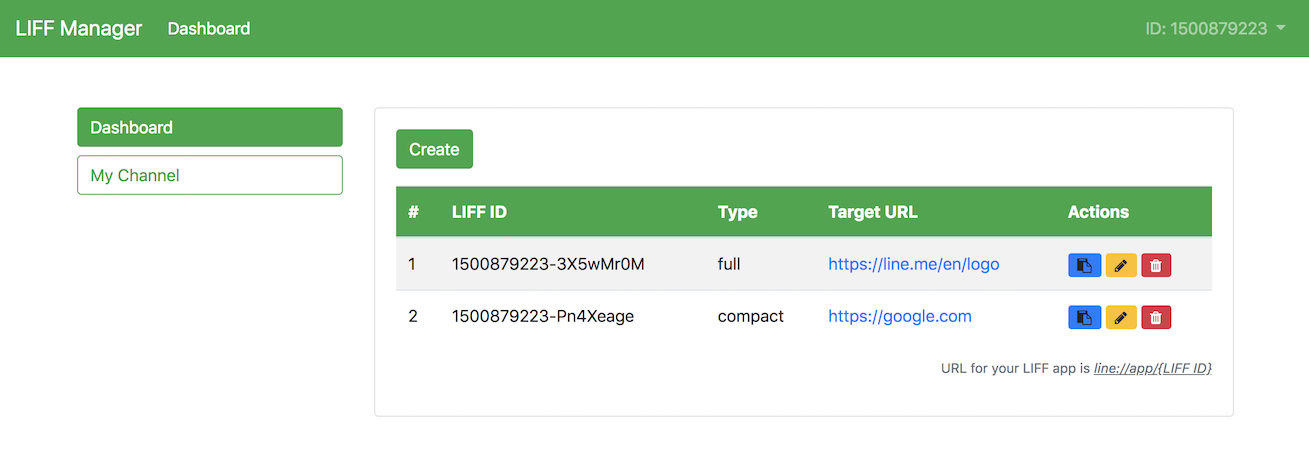 LIFF Manager Dashboard ID: 1500879223
Dashboard
My Channel
Create
# LIFF ID Type Target URL Actions
1 1500879223-3X5wMr0M full https://line.me/en/logo
2 1500879223-Pn4Xeage compact https://google.com
URL for your LIFF app is line://app/{LIFF ID}